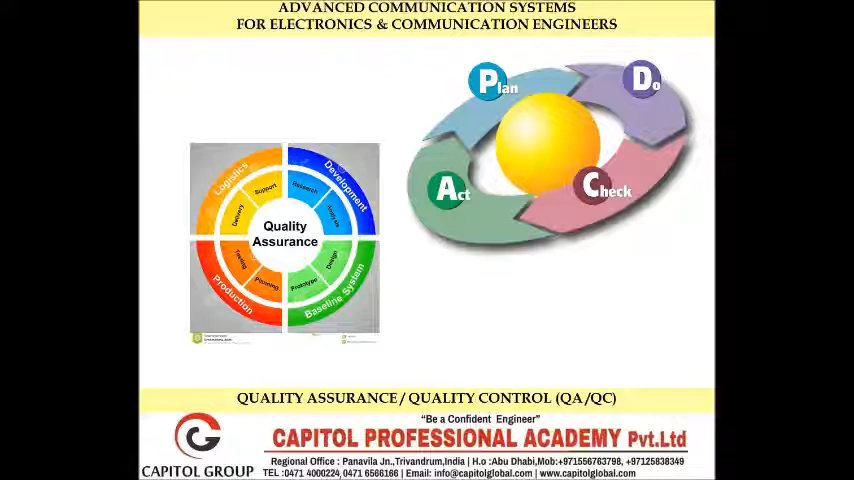 ADVANCED COMMUNICATION SYSTEMS
FOR ELECTRONICS & COMMUNICATION ENGINEERS
Plan
Do
Act
Check
Logistics
Development
Support
Research
Delivery
Analysis
Quality
Assurance
Testing
Design
Planning
Prototype
Production
Baseline System
QUALITY ASSURANCE / QUALITY CONTROL (QA/QC)
CAPITOL GROUP
"Be a Confident Engineer"
CAPITOL PROFESSIONAL ACADEMY Pvt.Ltd
Regional Office : Panavila Jn.,Trivandrum,India | H.o :Abu Dhabi,Mob:+971556763798, +97125838349
TEL :0471 4000224, 0471 6566166 | Email: info@capitolglobal.com | www.capitolglobal.com